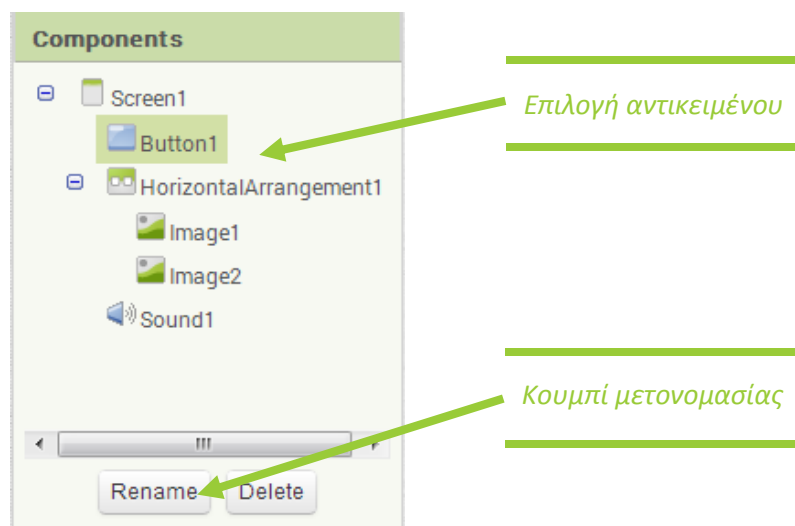 Components
Screen1
Button1
HorizontalArrangement1
Image1
Image2
Sound1
Rename
Delete
Επιλογή αντικειμένου
Κουμπί μετονομασίας